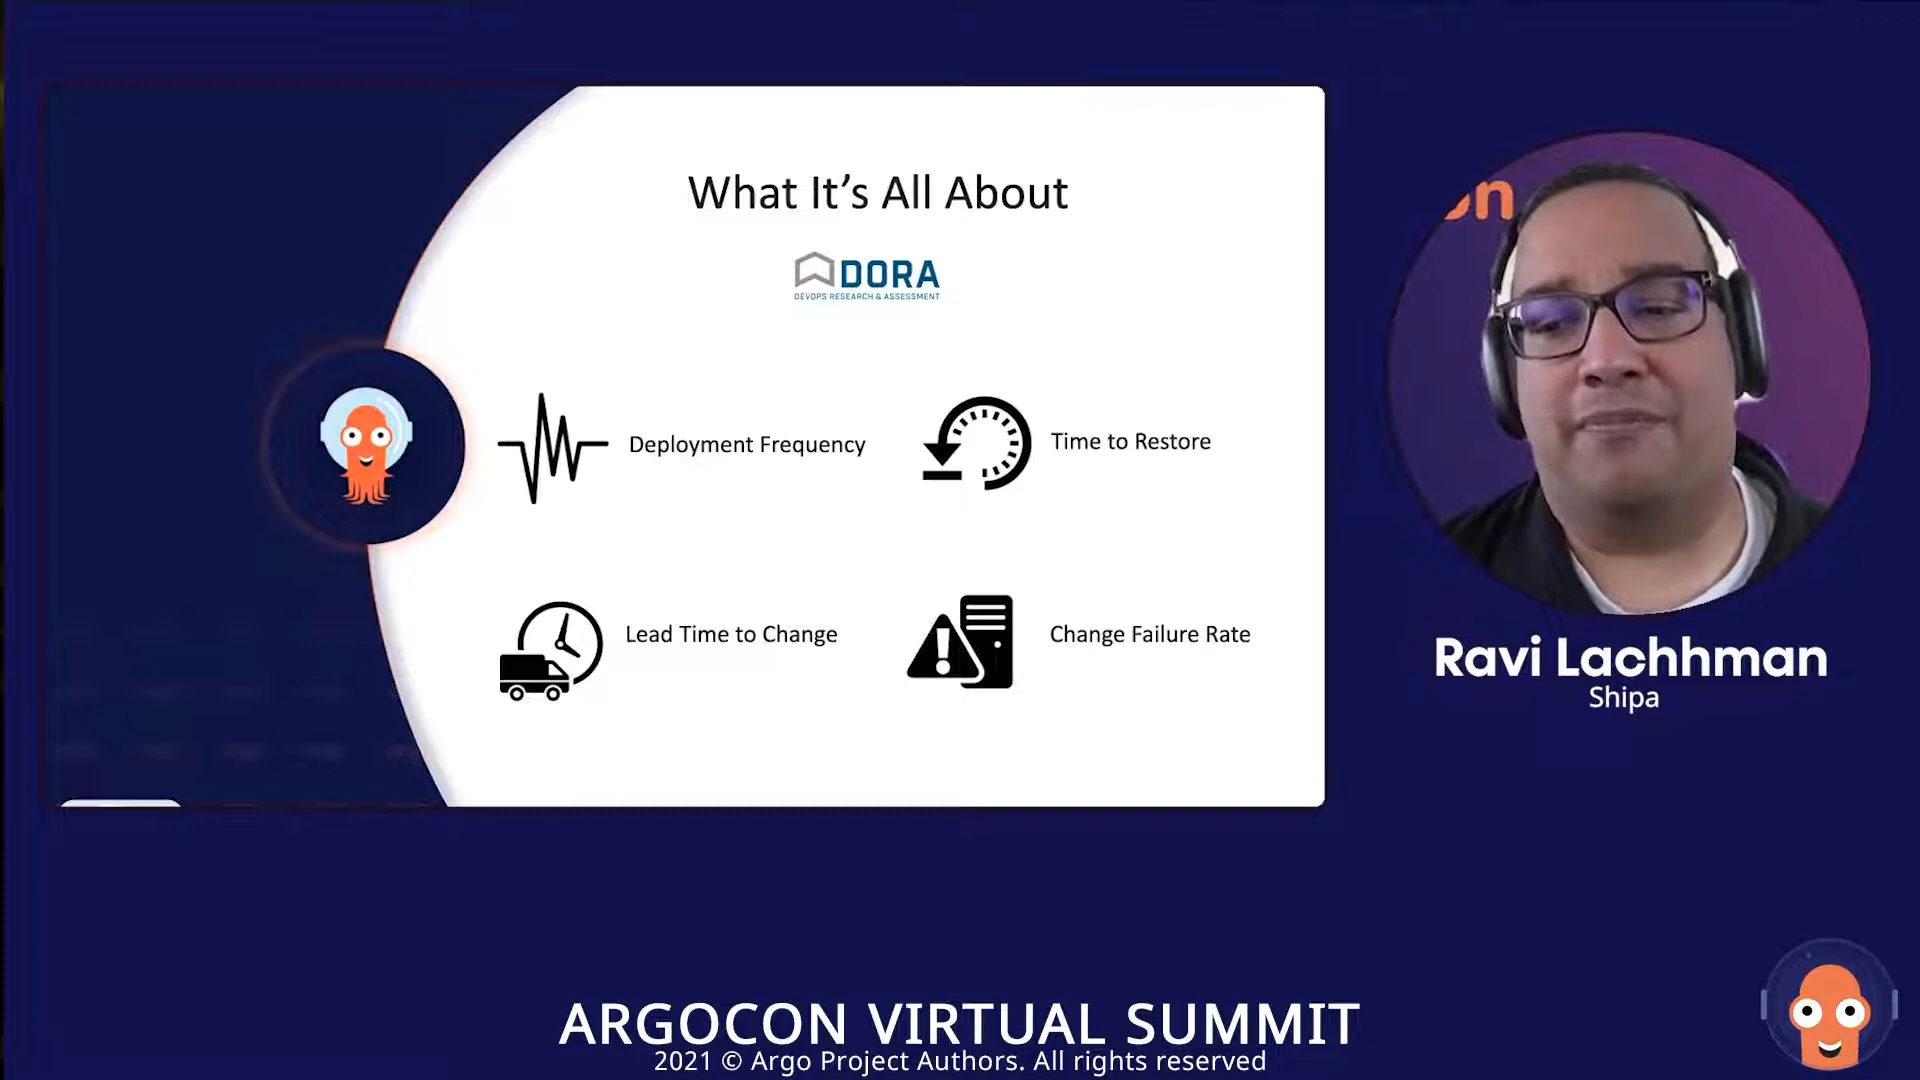 What It’s All About
DORA
DEVOPS RESEARCH & ASSESSMENT
Deployment Frequency
Time to Restore
Lead Time to Change
Change Failure Rate
on
Ravi Lachhman
Shipa
ARGOCON VIRTUAL SUMMIT
2021 © Argo Project Authors. All rights reserved